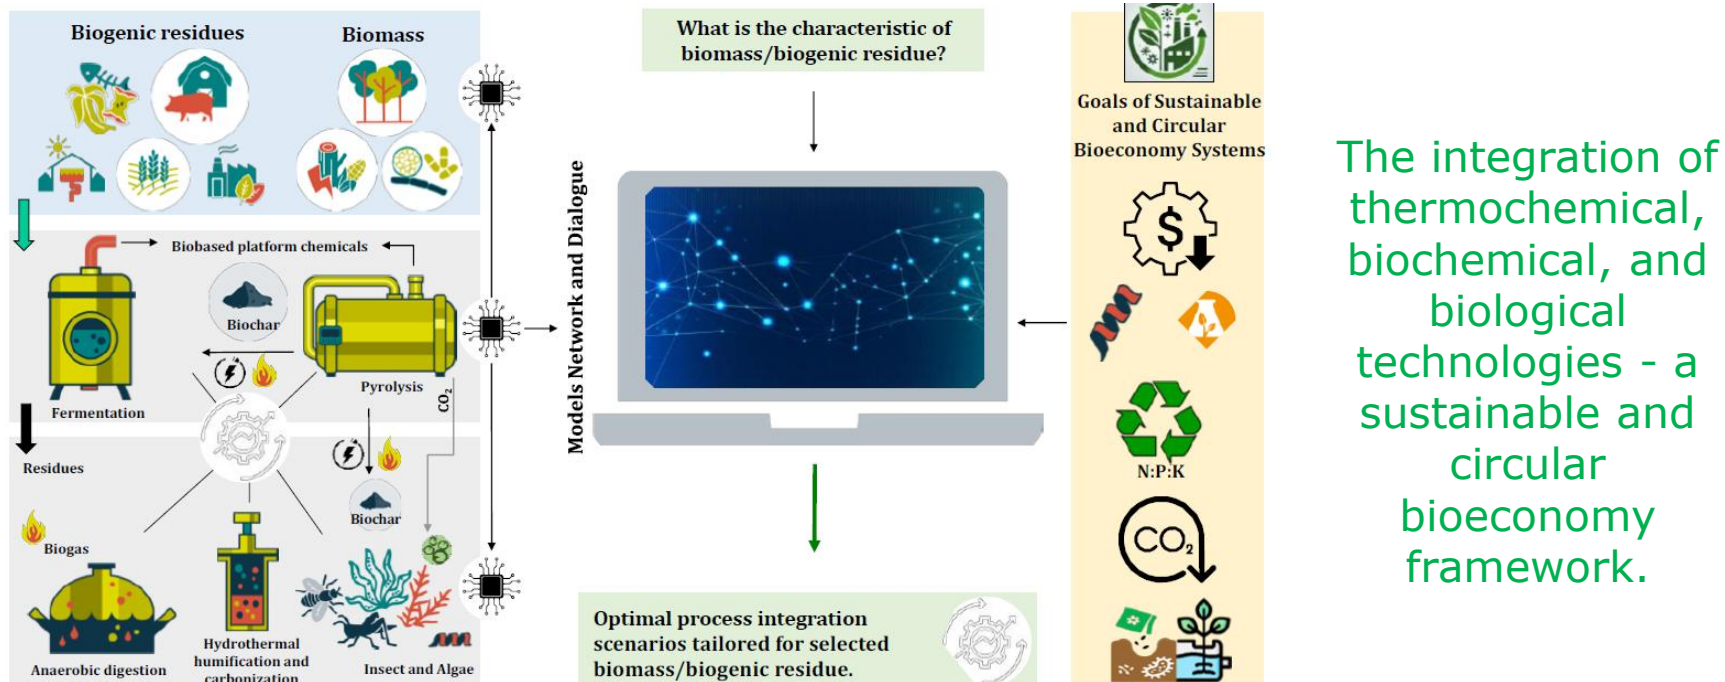 Biogenic residues
Biomass
Biobased platform chemicals
Biochar
Fermentation
Pyrolysis
CO₂
Residues
Biochar
Biogas
Anaerobic digestion
Hydrothermal
humification and
carbonization
Insect and Algae
Models Network and Dialogue
What is the characteristic of
biomass/biogenic residue?
Optimal process integration
scenarios tailored for selected
biomass/biogenic residue.
Goals of Sustainable
and Circular
Bioeconomy Systems
$
N:P:K
CO₂
The integration of
thermochemical,
biochemical, and
biological
technologies - a
sustainable and
circular
bioeconomy
framework.